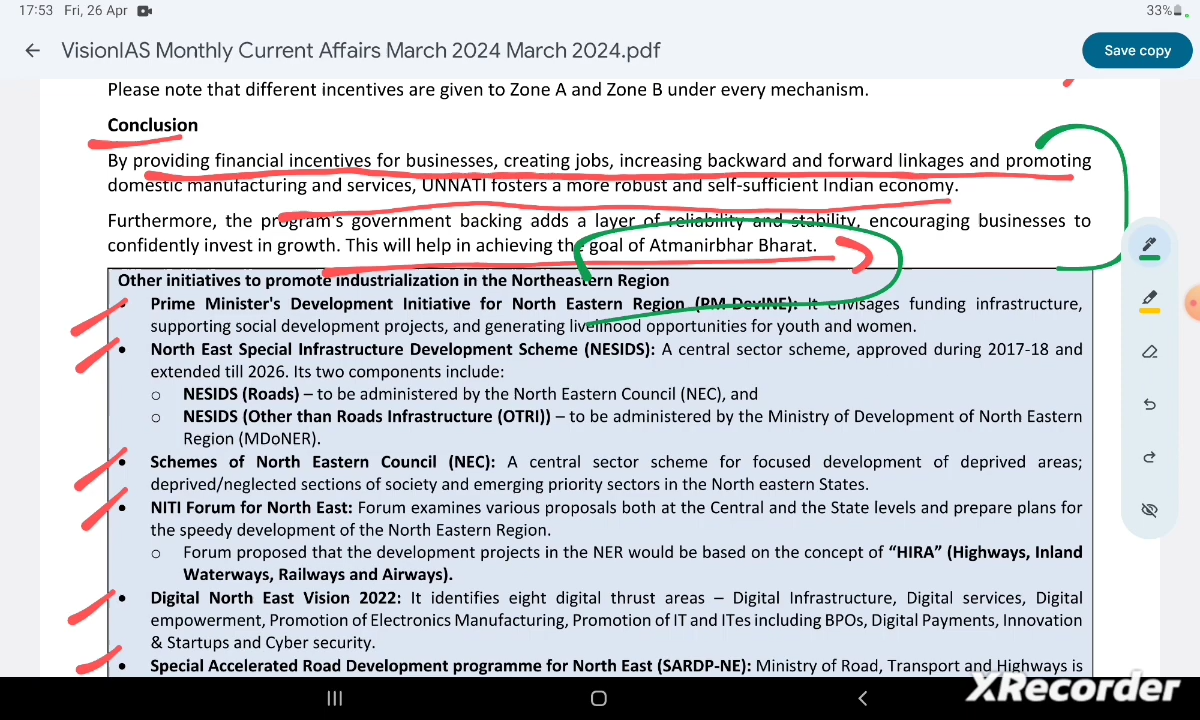 17:53 Fri, 26 Apr
33%
VisionIAS Monthly Current Affairs March 2024 March 2024.pdf
Save copy
Please note that different incentives are given to Zone A and Zone B under every mechanism.
Conclusion
By providing financial incentives for businesses, creating jobs, increasing backward and forward linkages and promoting
domestic manufacturing and services, UNNATI fosters a more robust and self-sufficient Indian economy.
Furthermore, the program's government backing adds a layer of reliability and stability, encouraging businesses to
confidently invest in growth. This will help in achieving the goal of Atmanirbhar Bharat.
Other initiatives to promote industrialization in the Northeastern Region
• Prime Minister's Development Initiative for North Eastern Region (PM-DevINE): It envisages funding infrastructure,
supporting social development projects, and generating livelihood opportunities for youth and women.
• North East Special Infrastructure Development Scheme (NESIDS): A central sector scheme, approved during 2017-18 and
extended till 2026. Its two components include:
o NESIDS (Roads) – to be administered by the North Eastern Council (NEC), and
o NESIDS (Other than Roads Infrastructure (OTRI)) – to be administered by the Ministry of Development of North Eastern
Region (MDoNER).
• Schemes of North Eastern Council (NEC): A central sector scheme for focused development of deprived areas;
deprived/neglected sections of society and emerging priority sectors in the North eastern States.
• NITI Forum for North East: Forum examines various proposals both at the Central and the State levels and prepare plans for
the speedy development of the North Eastern Region.
o Forum proposed that the development projects in the NER would be based on the concept of “HIRA” (Highways, Inland
Waterways, Railways and Airways).
• Digital North East Vision 2022: It identifies eight digital thrust areas – Digital Infrastructure, Digital services, Digital
empowerment, Promotion of Electronics Manufacturing, Promotion of IT and ITes including BPOs, Digital Payments, Innovation
& Startups and Cyber security.
• Special Accelerated Road Development programme for North East (SARDP-NE): Ministry of Road, Transport and Highways is
XRecorder